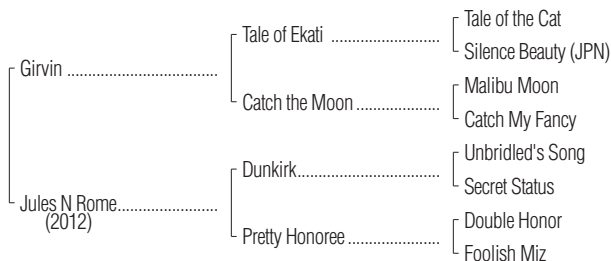 Tale of the Cat
Tale of Ekati ..............................
Silence Beauty (JPN)
Girvin ..........................................
Malibu Moon
Catch the Moon .......................
Catch My Fancy
Unbridled's Song
Dunkirk.......................................
Secret Status
Jules N Rome............................
(2012)
Double Honor
Pretty Honoree .........................
Foolish Miz